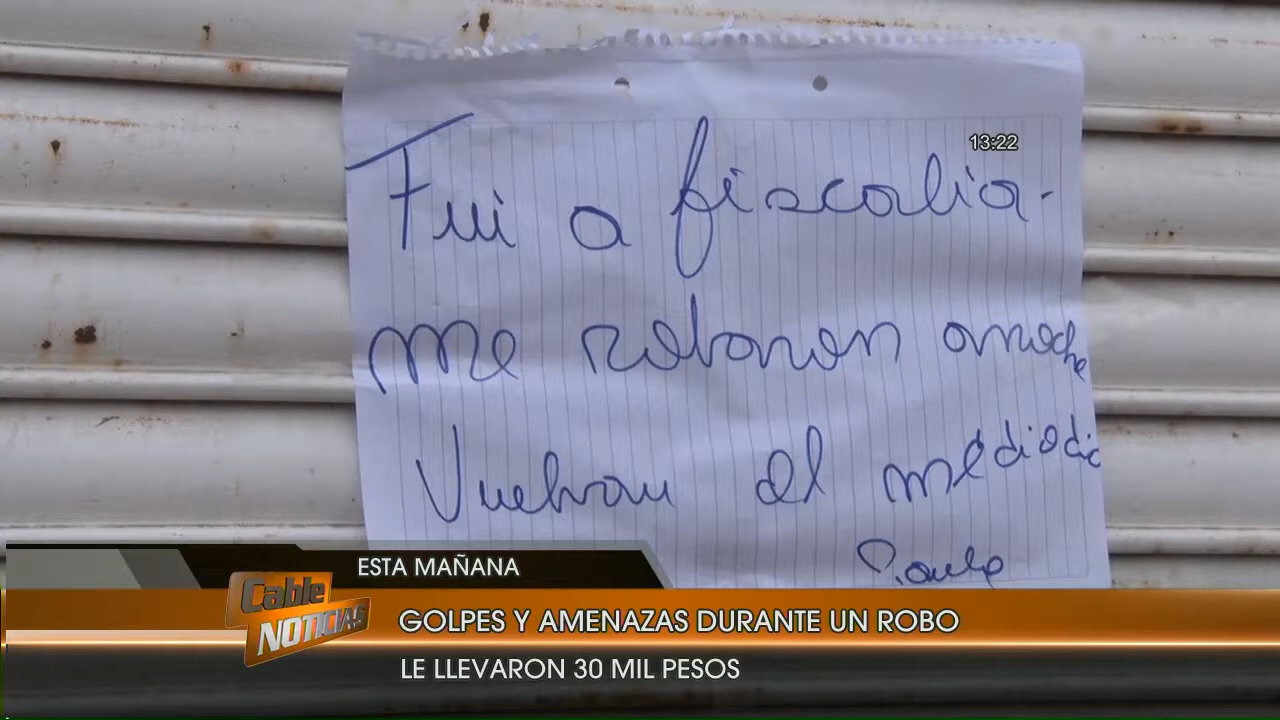 13:22
Fui a fiscalia.
me robaron anoche
Vuelvan al mediodia
ESTA MAÑANA
Cable
NOTICIAS
GOLPES Y AMENAZAS DURANTE UN ROBO
LE LLEVARON 30 MIL PESOS